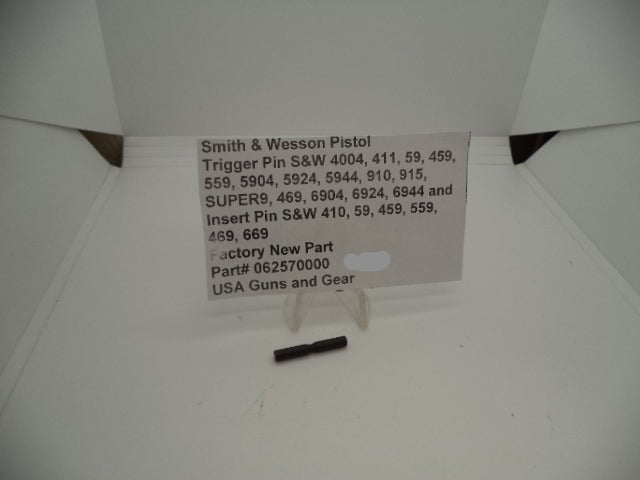 Smith & Wesson Pistol
Trigger Pin S&W 4004, 411, 59, 459,
559, 5904, 5924, 5944, 910, 915,
SUPER9, 469, 6904, 6924, 6944 and
Insert Pin S&W 410, 59, 459, 559,
469, 669
Factory New Part
Part# 062570000
USA Guns and Gear